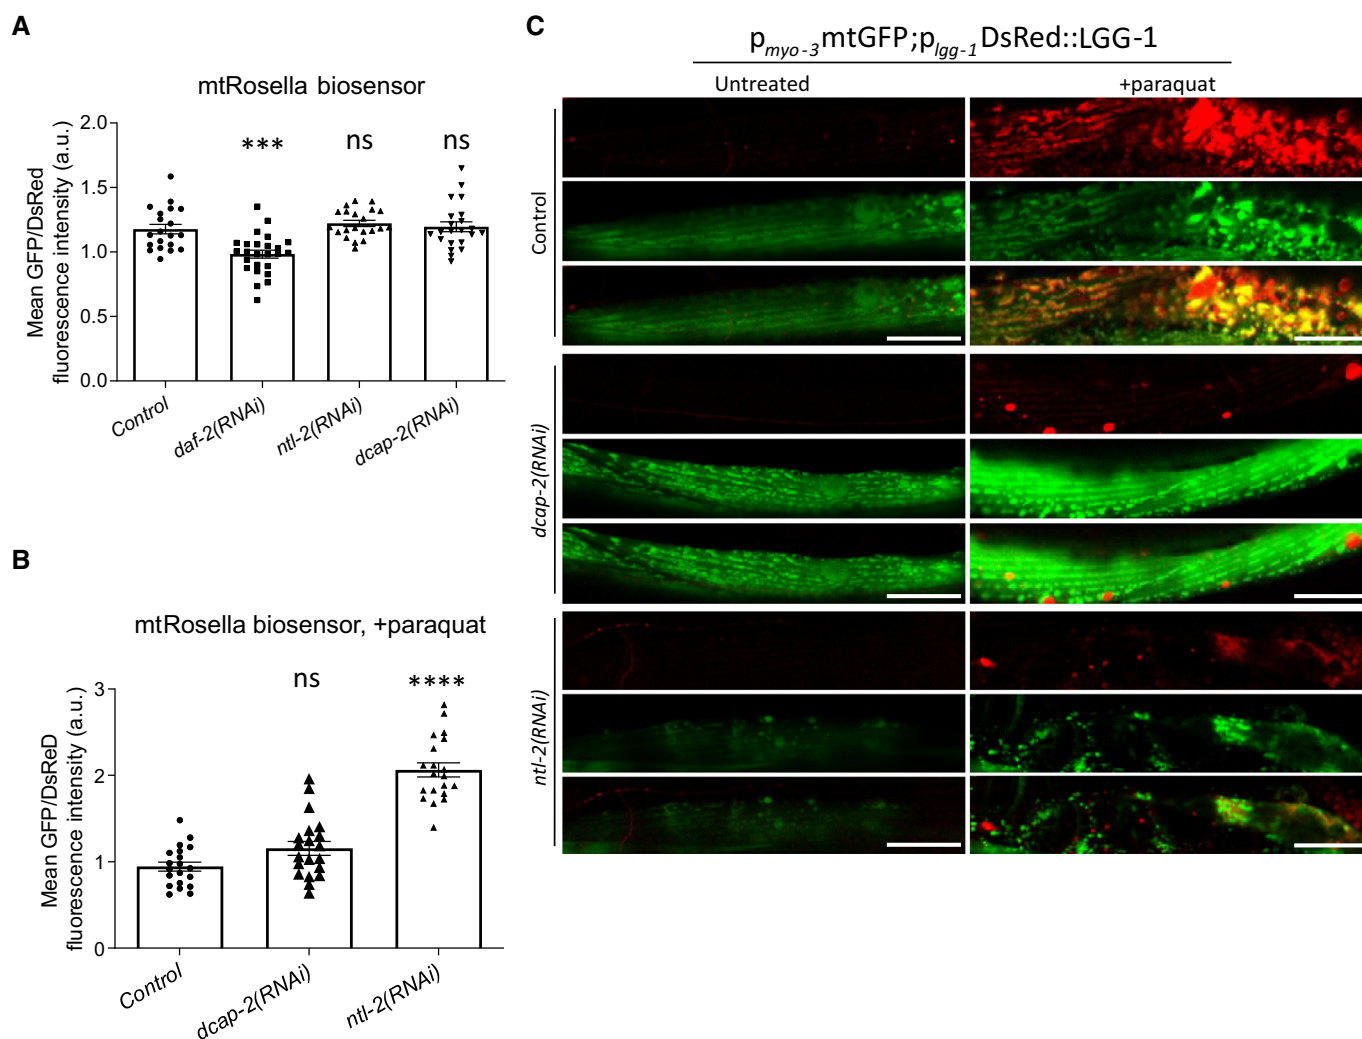 A
mtRosella biosensor
Mean GFP/DsRed
fluorescence intensity (a.u.)
2.0
1.5
1.0
0.5
0.0
***
ns
ns
Control
daf-2(RNAi)
ntl-2(RNAi)
dcap-2(RNAi)
B
mtRosella biosensor, +paraquat
Mean GFP/DsReD
fluorescence intensity (a.u.)
3
2
1
0
ns
****
Control
dcap-2(RNAi)
ntl-2(RNAi)
C
pmyo-3mtGFP;plgg-1DsRed::LGG-1
Untreated
+paraquat
Control
dcap-2(RNAi)
ntl-2(RNAi)